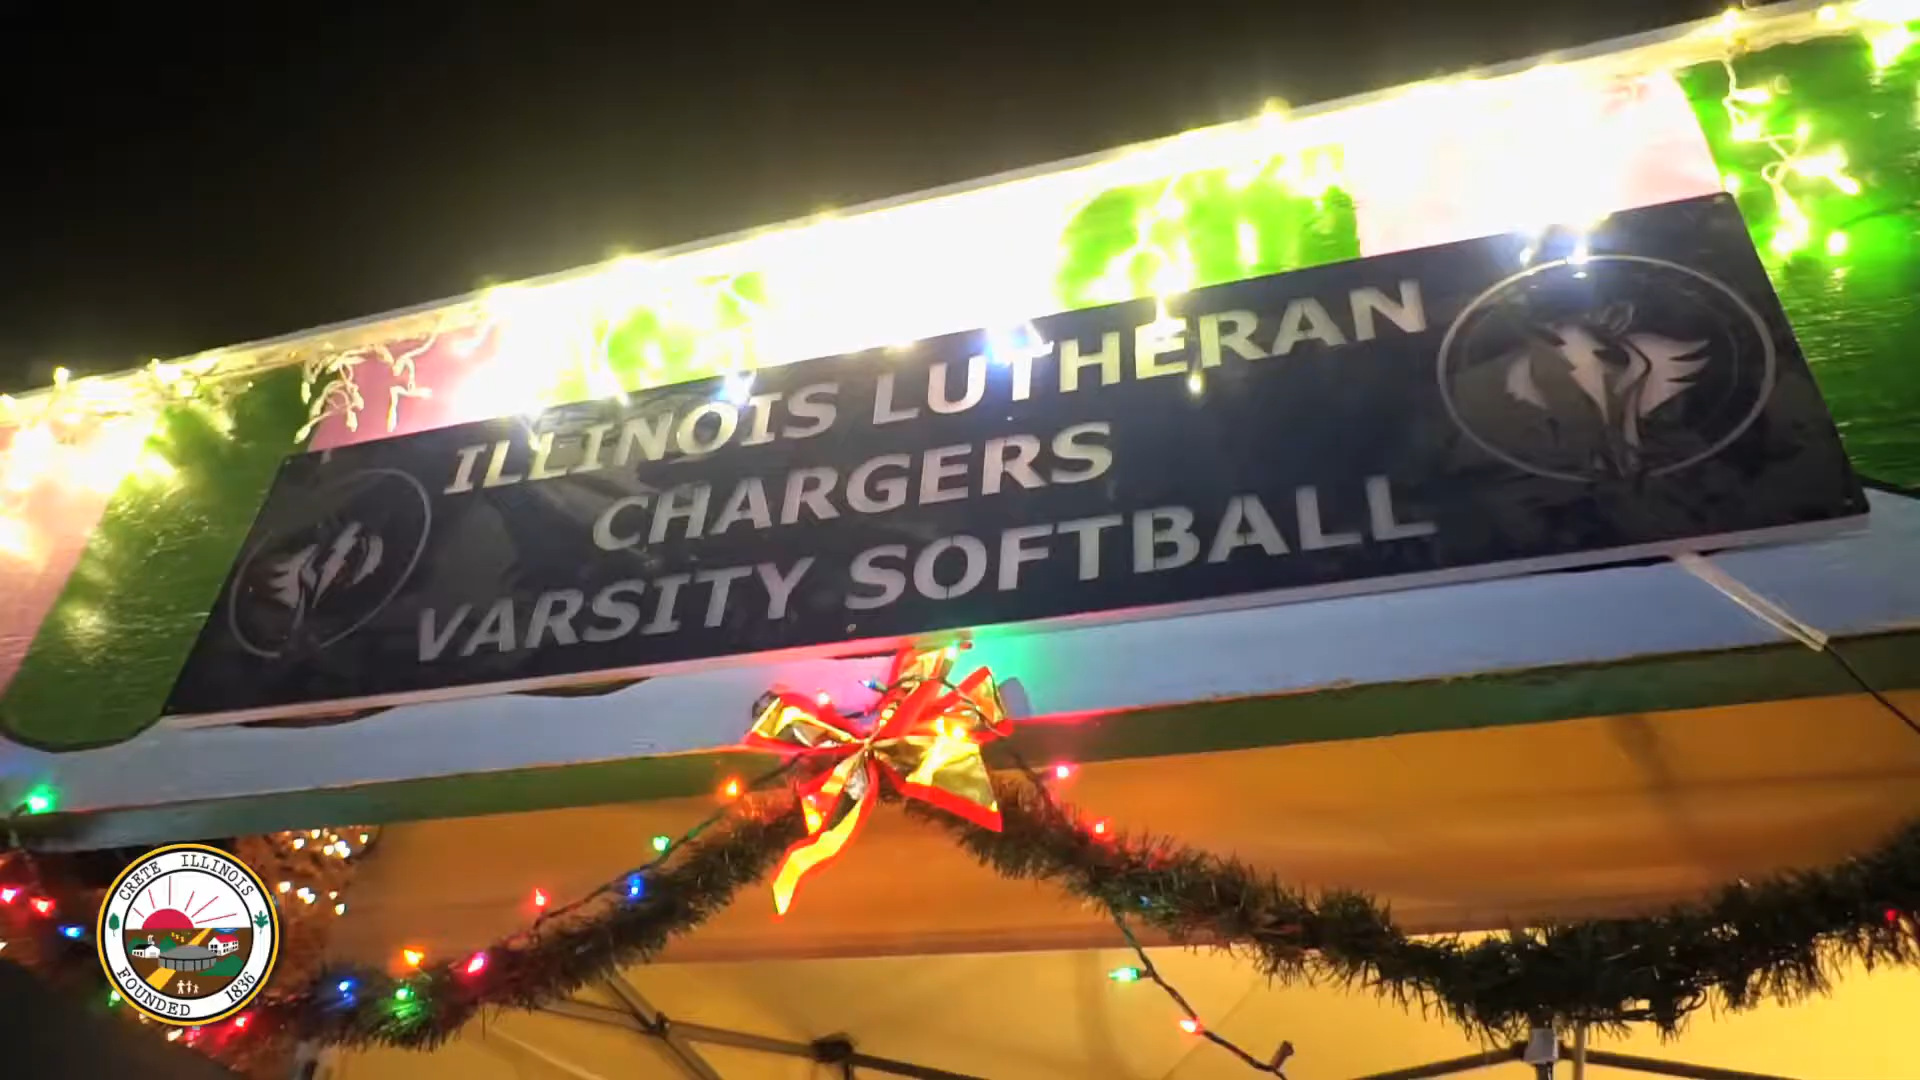 ILLINOIS LUTHERAN
CHARGERS
VARSITY SOFTBALL
CRETE ILLINOIS
FOUNDED 1836